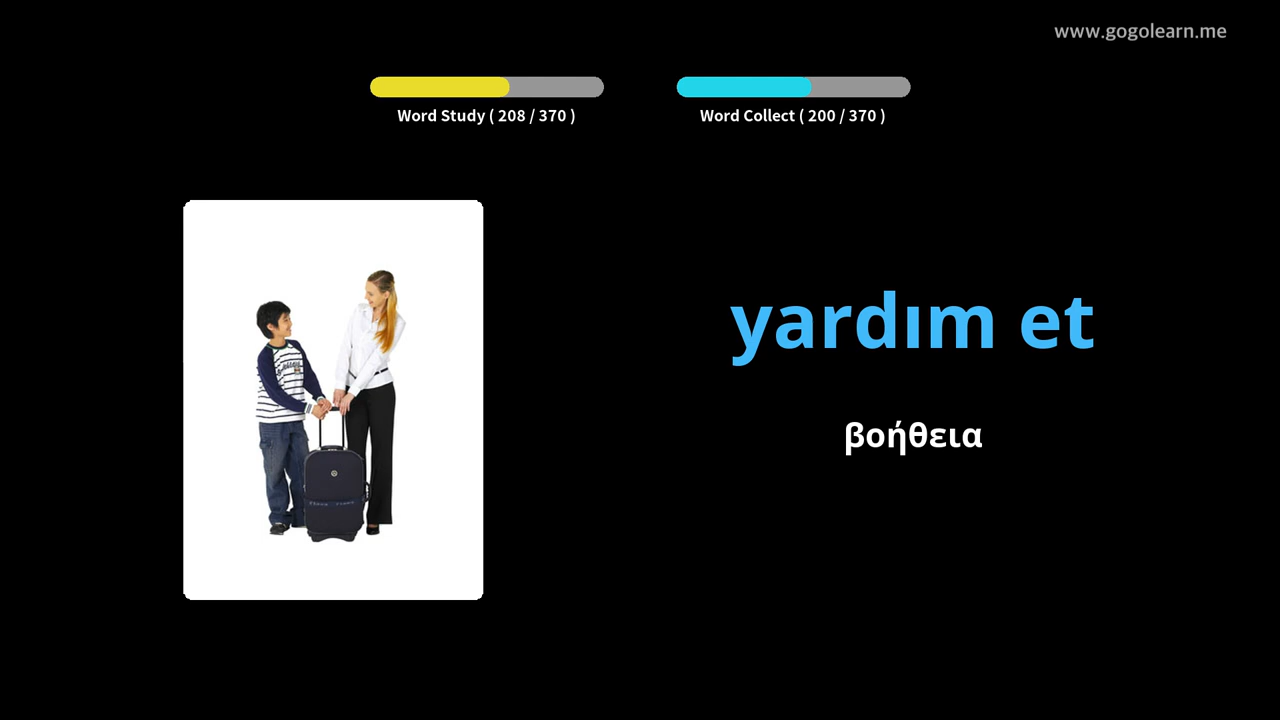 www.gogolearn.me
Word Study ( 208 / 370 )
Word Collect ( 200 / 370 )
yardım et
βοήθεια